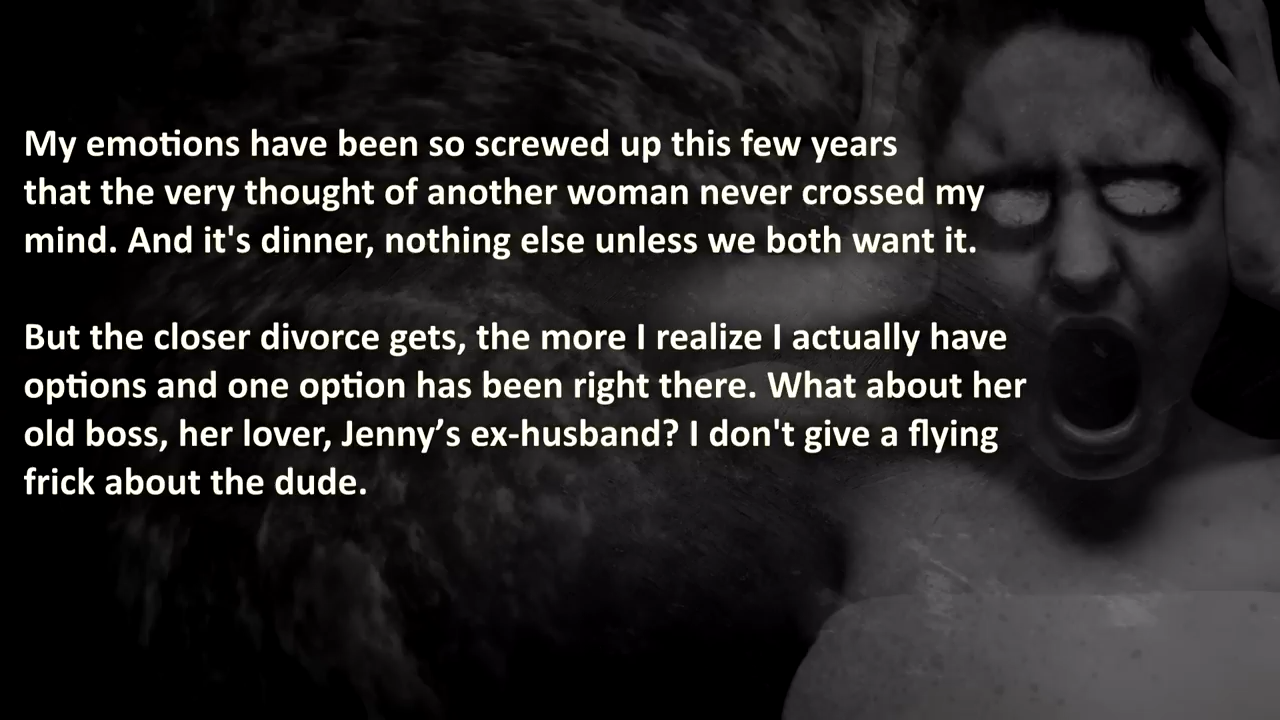 My emotions have been so screwed up this few years
that the very thought of another woman never crossed my
mind. And it's dinner, nothing else unless we both want it.
But the closer divorce gets, the more I realize I actually have
options and one option has been right there. What about her
old boss, her lover, Jenny’s ex-husband? I don't give a flying
frick about the dude.